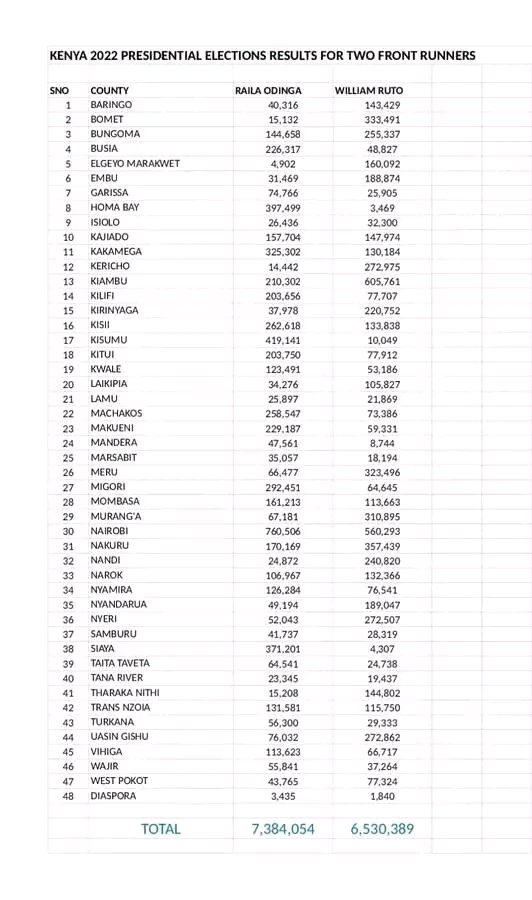 KENYA 2022 PRESIDENTIAL ELECTIONS RESULTS FOR TWO FRONT RUNNERS
SNO COUNTY RAILA ODINGA WILLIAM RUTO
1 BARINGO 40,316 143,429
2 BOMET 15,132 333,491
3 BUNGOMA 144,658 255,337
4 BUSIA 226,317 48,827
5 ELGEYO MARAKWET 4,902 160,092
6 EMBU 31,469 188,874
7 GARISSA 74,766 25,905
8 HOMA BAY 397,499 3,469
9 ISIOLO 26,436 32,300
10 KAJIADO 157,704 147,974
11 KAKAMEGA 325,302 130,184
12 KERICHO 14,442 272,975
13 KIAMBU 210,302 605,761
14 KILIFI 203,656 77,707
15 KIRINYAGA 37,978 220,752
16 KISII 262,618 133,838
17 KISUMU 419,141 10,049
18 KITUI 203,750 77,912
19 KWALE 123,491 53,186
20 LAIKIPIA 34,276 105,827
21 LAMU 25,897 21,869
22 MACHAKOS 258,547 73,386
23 MAKUENI 229,187 59,331
24 MANDERA 47,561 8,744
25 MARSABIT 35,057 18,194
26 MERU 66,477 323,496
27 MIGORI 292,451 64,645
28 MOMBASA 161,213 113,663
29 MURANG'A 67,181 310,895
30 NAIROBI 760,506 560,293
31 NAKURU 170,169 357,439
32 NANDI 24,872 240,820
33 NAROK 106,967 132,366
34 NYAMIRA 126,284 76,541
35 NYANDARUA 49,194 189,047
36 NYERI 52,043 272,507
37 SAMBURU 41,737 28,319
38 SIAYA 371,201 4,307
39 TAITA TAVETA 64,541 24,738
40 TANA RIVER 23,345 19,437
41 THARAKA NITHI 15,208 144,802
42 TRANS NZOIA 131,581 115,750
43 TURKANA 56,300 29,333
44 UASIN GISHU 76,032 272,862
45 VIHIGA 113,623 66,717
46 WAJIR 55,841 37,264
47 WEST POKOT 43,765 77,324
48 DIASPORA 3,435 1,840
TOTAL 7,384,054 6,530,389